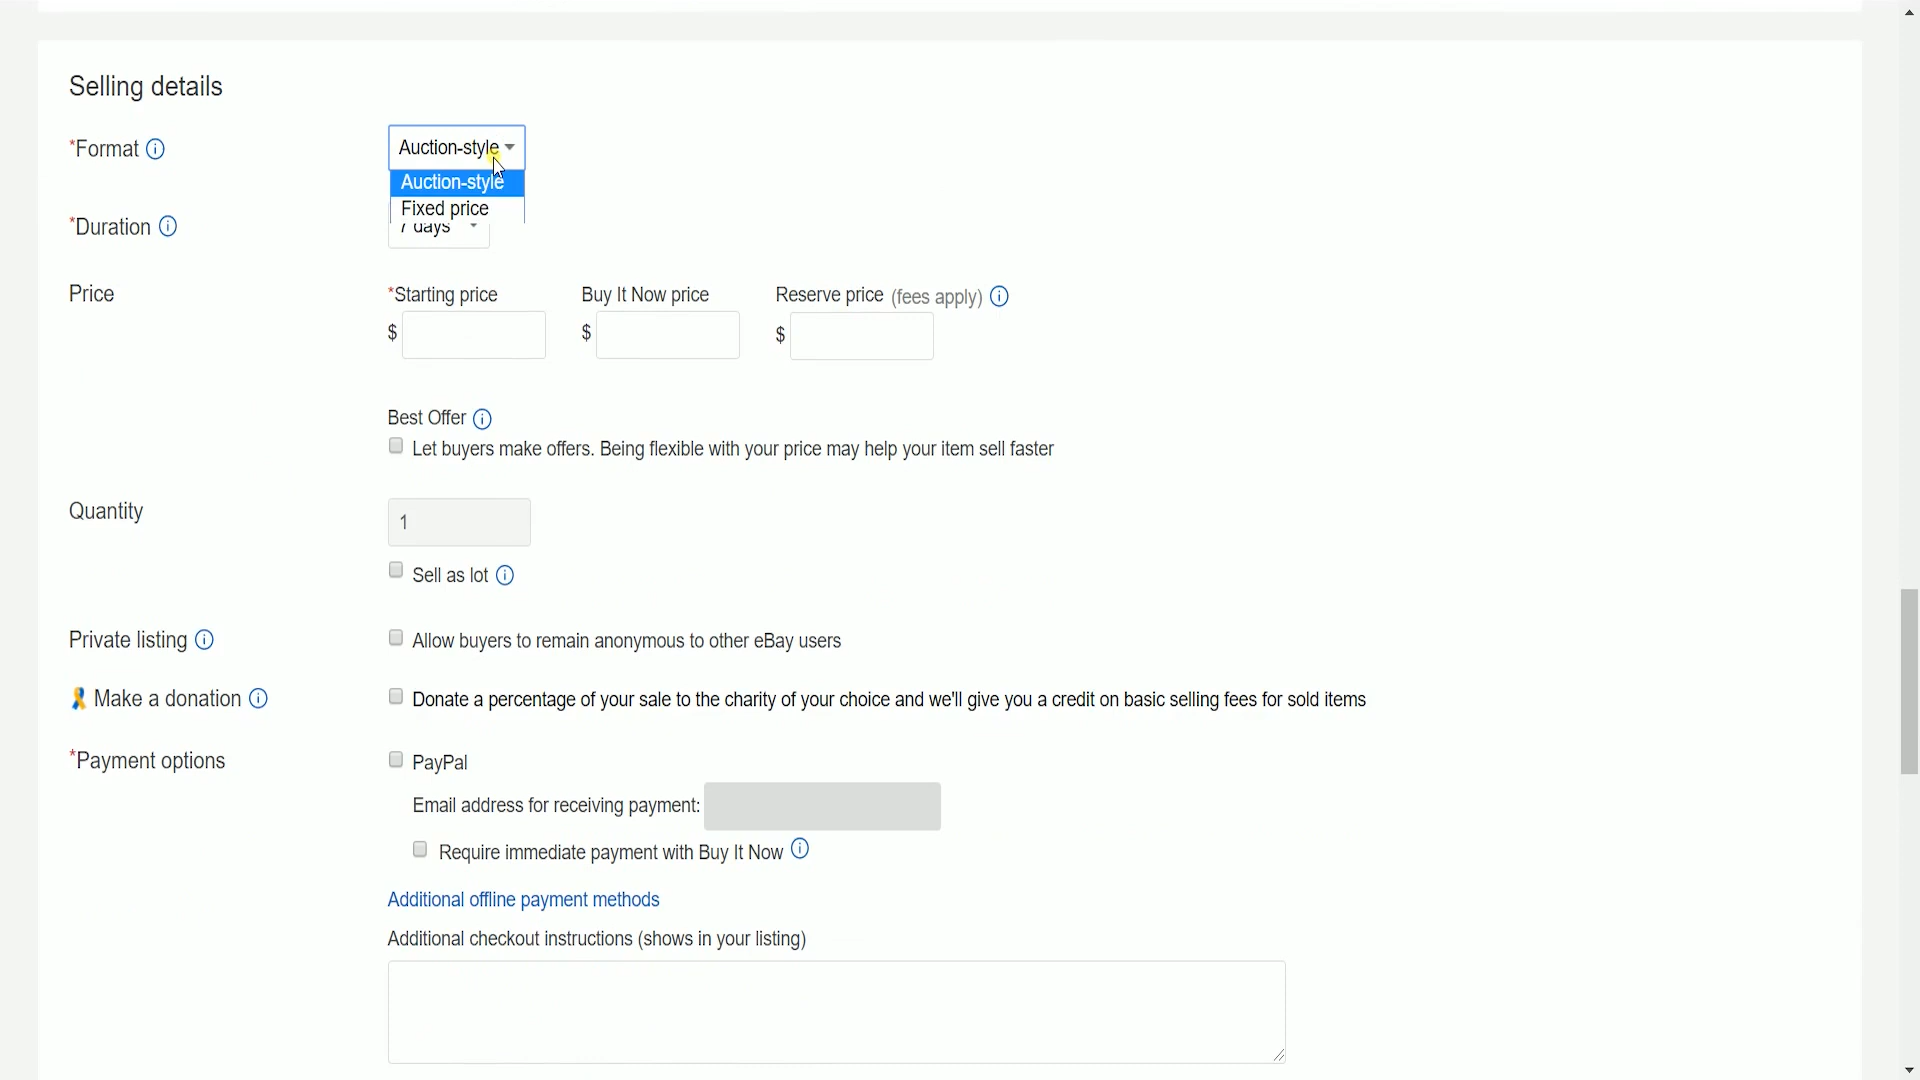 Selling details
*Format
Auction-style
Auction-style
Fixed price
*Duration
7 days
Price
*Starting price
Buy It Now price
Reserve price (fees apply)
$
$
$
Best Offer
Let buyers make offers. Being flexible with your price may help your item sell faster
Quantity
1
Sell as lot
Private listing
Allow buyers to remain anonymous to other eBay users
Make a donation
Donate a percentage of your sale to the charity of your choice and we'll give you a credit on basic selling fees for sold items
*Payment options
PayPal
Email address for receiving payment:
Require immediate payment with Buy It Now
Additional offline payment methods
Additional checkout instructions (shows in your listing)